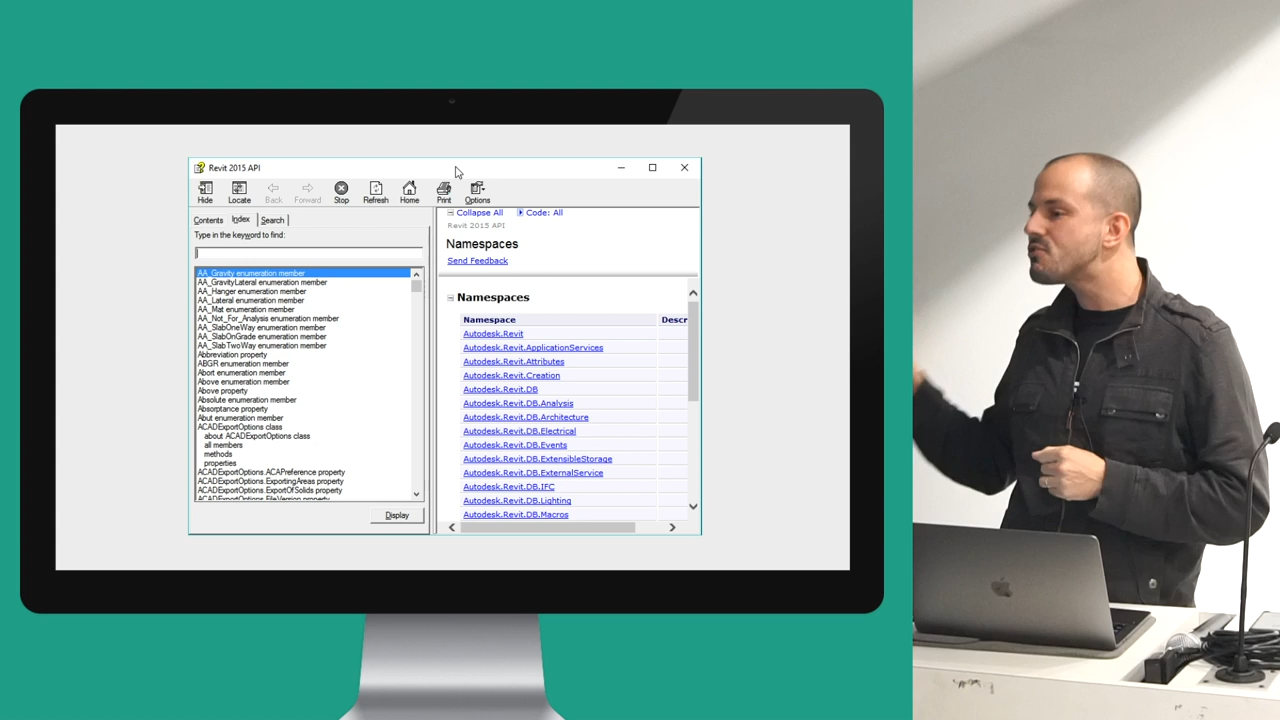 Revit 2015 API
Hide Locate Back Forward Stop Refresh Home Print Options
Contents Index Search
Type in the keyword to find:
AA_Gravity enumeration member
AA_GravityLateral enumeration member
AA_Hanger enumeration member
AA_Lateral enumeration member
AA_Mat enumeration member
AA_Not_For_Analysis enumeration member
AA_SlabOneWay enumeration member
AA_SlabOnGrade enumeration member
AA_SlabTwoWay enumeration member
Abbreviation property
ABGR enumeration member
Abort enumeration member
Above enumeration member
Above property
Absolute enumeration member
Absorptance property
Abut enumeration member
ACADExportOptions class
about ACADExportOptions class
all members
methods
properties
ACADExportOptions.ACAPreference property
ACADExportOptions.ExportingAreas property
ACADExportOptions.ExportOfSolids property
ACADExportOptions.FileVersion property
Display
Collapse All Code: All
Revit 2015 API
Namespaces
Send Feedback
Namespaces
Namespace Descr
Autodesk.Revit
Autodesk.Revit.ApplicationServices
Autodesk.Revit.Attributes
Autodesk.Revit.Creation
Autodesk.Revit.DB
Autodesk.Revit.DB.Analysis
Autodesk.Revit.DB.Architecture
Autodesk.Revit.DB.Electrical
Autodesk.Revit.DB.Events
Autodesk.Revit.DB.ExtensibleStorage
Autodesk.Revit.DB.ExternalService
Autodesk.Revit.DB.IFC
Autodesk.Revit.DB.Lighting
Autodesk.Revit.DB.Macros